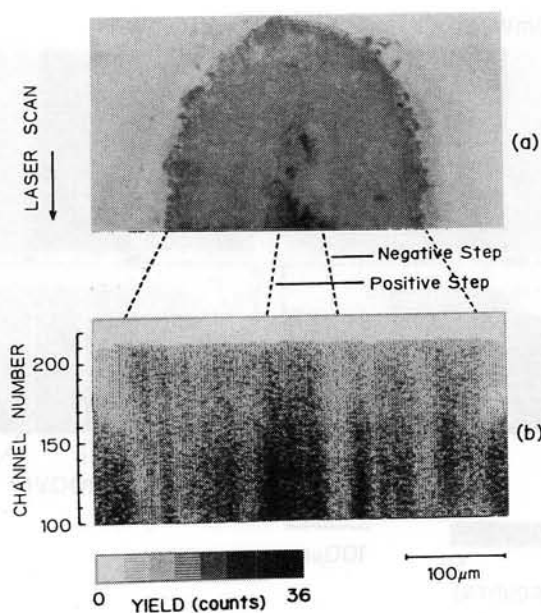 LASER SCAN
(a)
Negative Step
Positive Step
CHANNEL NUMBER
200
150
100
(b)
0 YIELD (counts) 36
100μm